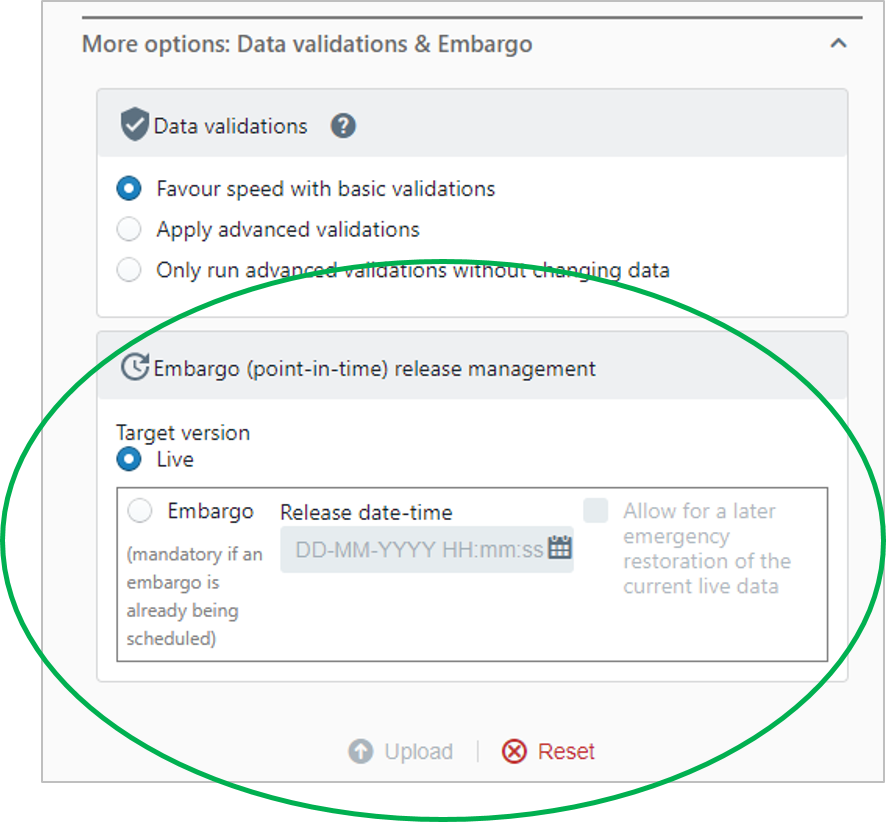 More options: Data validations & Embargo
Data validations ?
Favour speed with basic validations
Apply advanced validations
Only run advanced validations without changing data
Embargo (point-in-time) release management
Target version
Live
Embargo
(mandatory if an
embargo is
already being
scheduled)
Release date-time
DD-MM-YYYY HH:mm:ss
Allow for a later
emergency
restoration of the
current live data
Upload
Reset